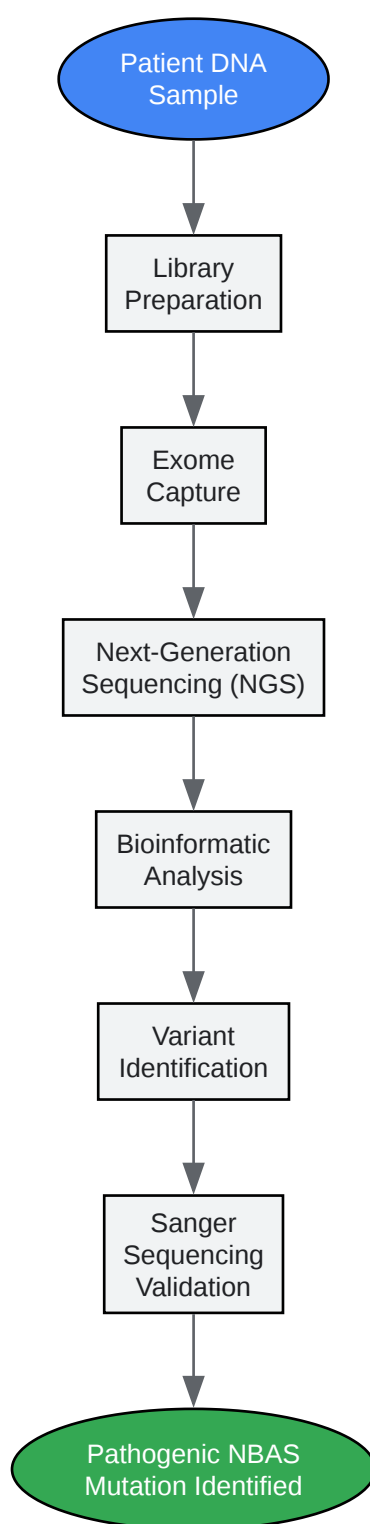 Patient DNA
Sample
Library
Preparation
Exome
Capture
Next-Generation
Sequencing (NGS)
Bioinformatic
Analysis
Variant
Identification
Sanger
Sequencing
Validation
Pathogenic NBAS
Mutation Identified